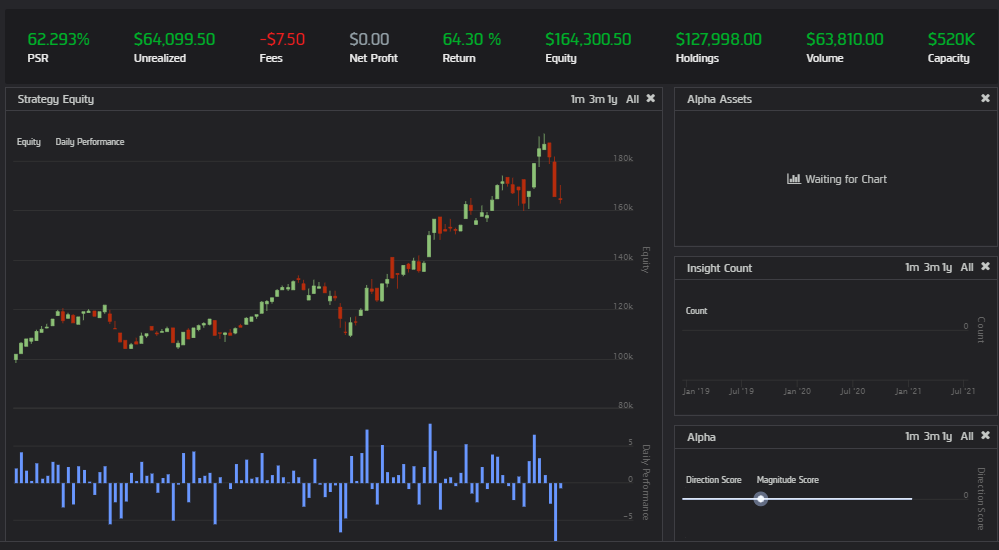 62.293% $64,099.50 -$7.50 $0.00 64.30 % $164,300.50 $127,998.00 $63,810.00 $520K
PSR Unrealized Fees Net Profit Return Equity Holdings Volume Capacity
Strategy Equity 1m 3m 1y All ✖
Equity Daily Performance
180k
160k
140k
120k
100k
80k
Equity
5
0
-5
Daily Performance
Alpha Assets ✖
Waiting for Chart
Insight Count 1m 3m 1y All ✖
Count
0
Count
Jan '19 Jul '19 Jan '20 Jul '20 Jan '21 Jul '21
Alpha 1m 3m 1y All ✖
Direction Score Magnitude Score
0
Direction Score